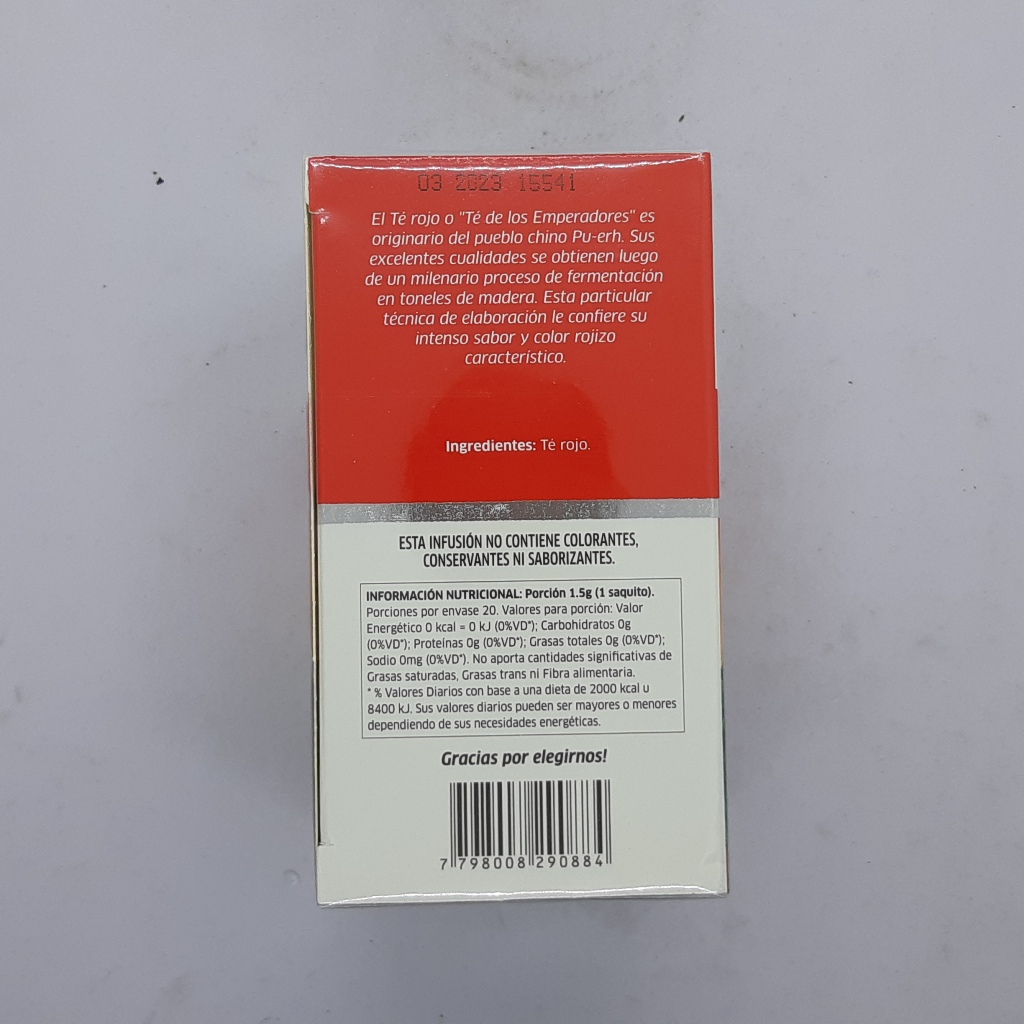 03 2023 15541
El Té rojo o "Té de los Emperadores" es
originario del pueblo chino Pu-erh. Sus
excelentes cualidades se obtienen luego
de un milenario proceso de fermentación
en toneles de madera. Esta particular
técnica de elaboración le confiere su
intenso sabor y color rojizo
característico.
Ingredientes: Té rojo.
ESTA INFUSIÓN NO CONTIENE COLORANTES,
CONSERVANTES NI SABORIZANTES.
INFORMACIÓN NUTRICIONAL: Porción 1.5g (1 saquito).
Porciones por envase 20. Valores para porción: Valor
Energético 0 kcal = 0 kJ (0%VD*); Carbohidratos 0g
(0%VD*); Proteínas 0g (0%VD*); Grasas totales 0g (0%VD*);
Sodio 0mg (0%VD*). No aporta cantidades significativas de
Grasas saturadas, Grasas trans ni Fibra alimentaria.
* % Valores Diarios con base a una dieta de 2000 kcal u
8400 kJ. Sus valores diarios pueden ser mayores o menores
dependiendo de sus necesidades energéticas.
Gracias por elegirnos!
7 798008 290884